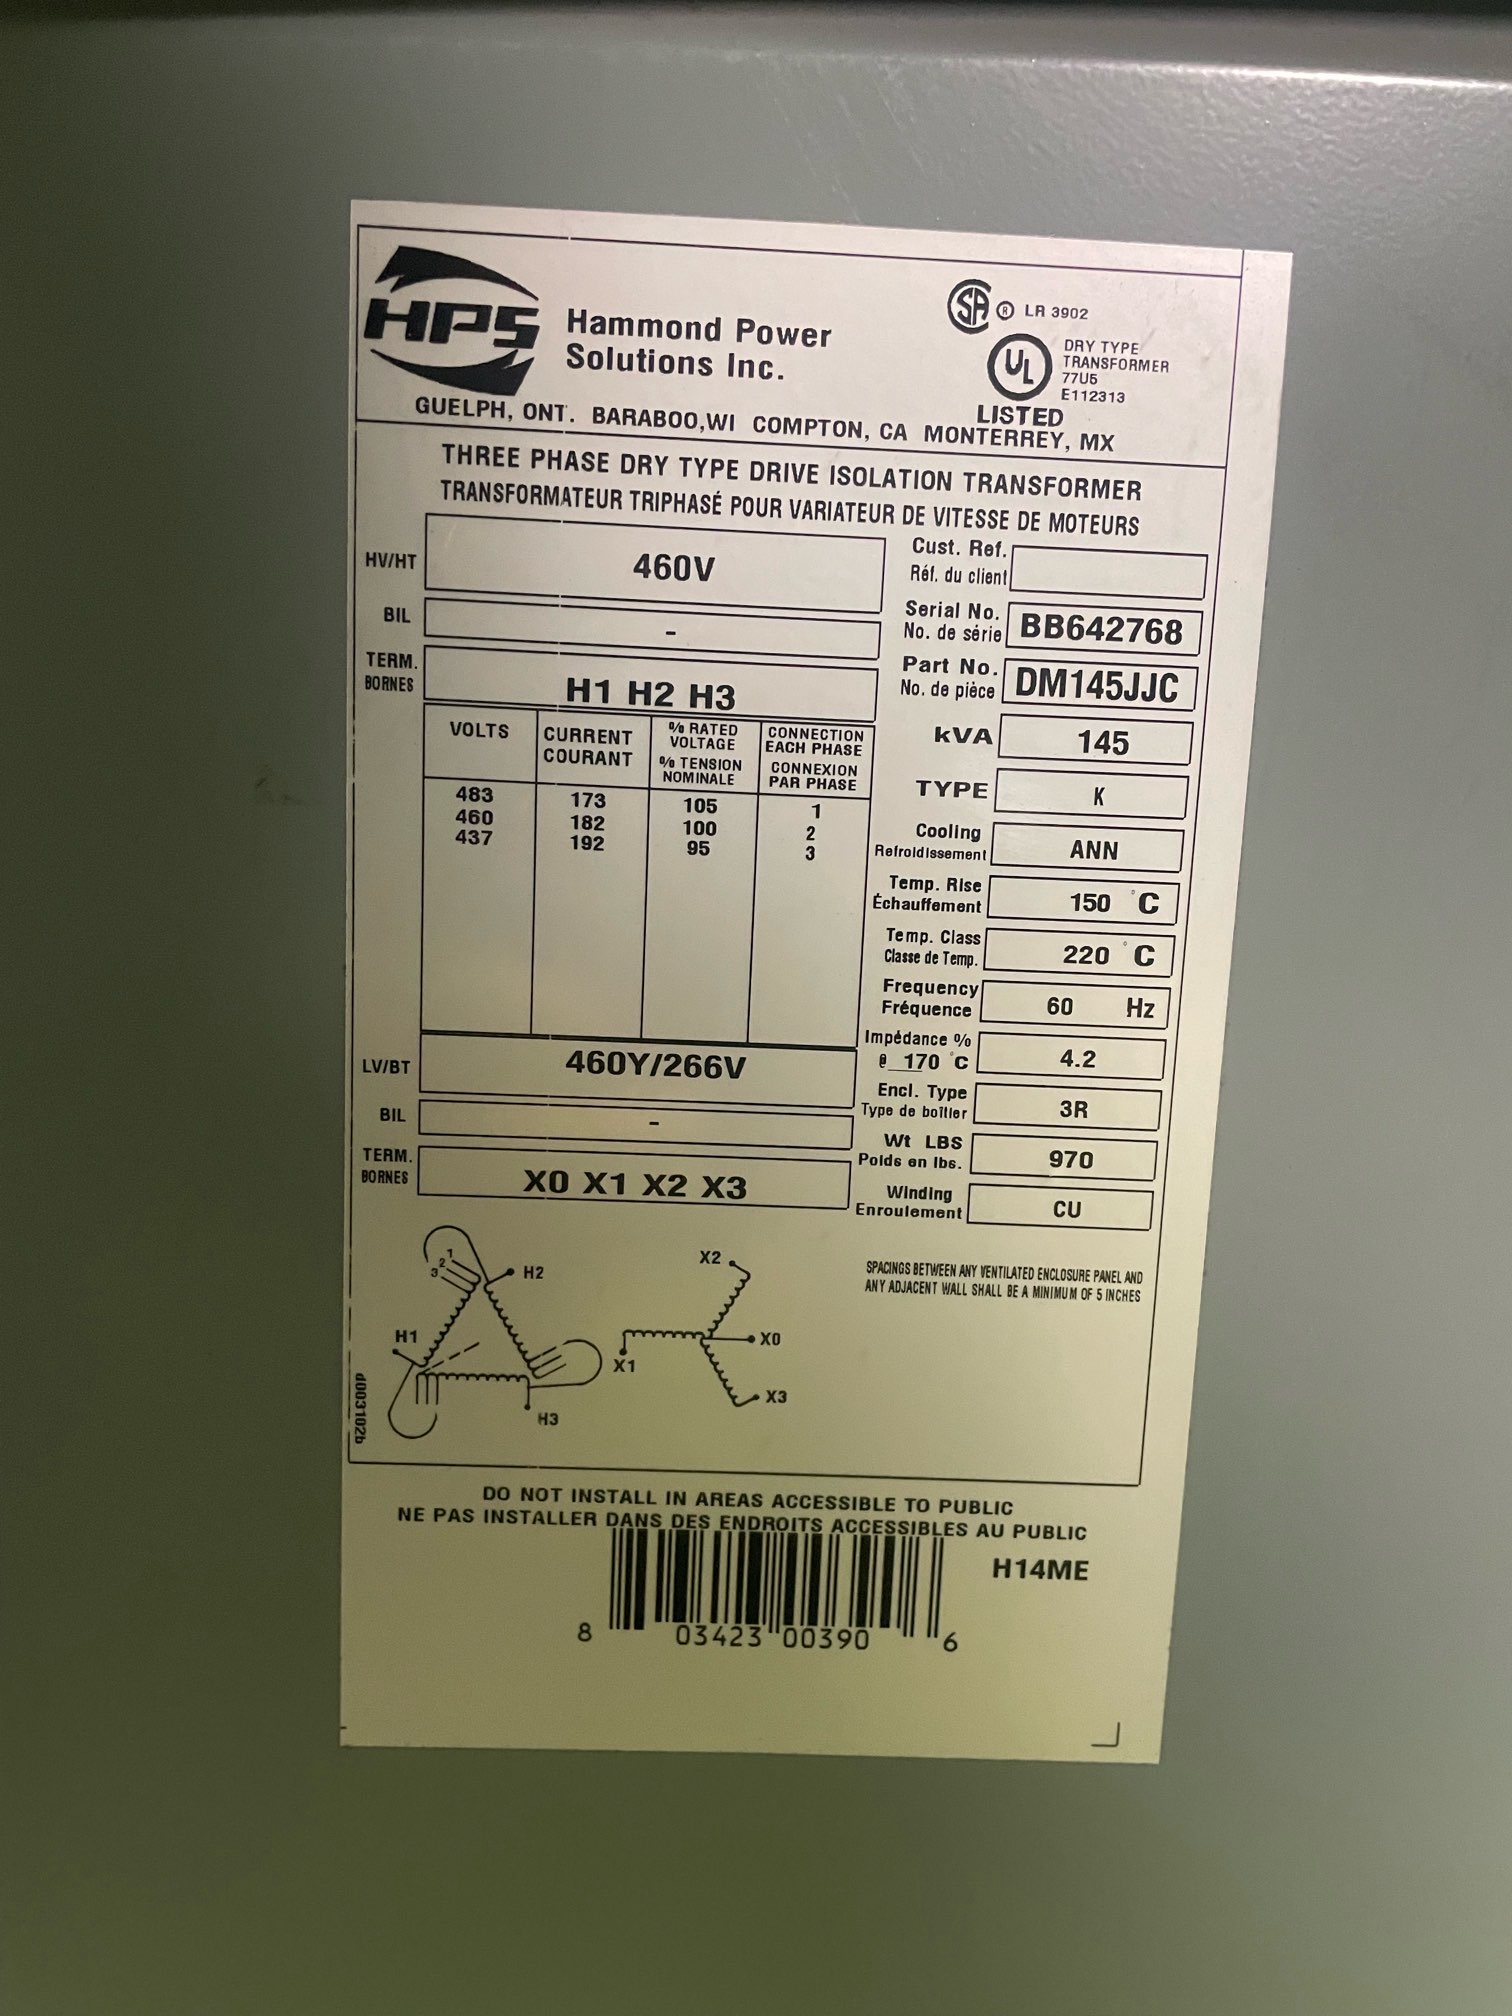 HPS
Hammond Power
Solutions Inc.
SA ® LR 3902
UL
DRY TYPE
TRANSFORMER
77U5
E112313
LISTED
GUELPH, ONT. BARABOO,WI COMPTON, CA MONTERREY, MX
THREE PHASE DRY TYPE DRIVE ISOLATION TRANSFORMER
TRANSFORMATEUR TRIPHASÉ POUR VARIATEUR DE VITESSE DE MOTEURS
HV/HT 460V
BIL -
TERM.
BORNES
H1 H2 H3
VOLTS
CURRENT
COURANT
% RATED
VOLTAGE
% TENSION
NOMINALE
CONNECTION
EACH PHASE
CONNEXION
PAR PHASE
483 173 105 1
460 182 100 2
437 192 95 3
LV/BT 460Y/266V
BIL -
TERM.
BORNES
X0 X1 X2 X3
Cust. Ref.
Réf. du client
Serial No.
No. de série
BB642768
Part No.
No. de pièce
DM145JJC
kVA 145
TYPE K
Cooling
Refroidissement
ANN
Temp. Rise
Échauffement
150 °C
Temp. Class
Classe de Temp.
220 °C
Frequency
Fréquence
60 Hz
Impédance %
@ 170 °C
4.2
Encl. Type
Type de boîtier
3R
Wt LBS
Poids en lbs.
970
Winding
Enroulement
CU
1
2
3
H2
H1
H3
X2
X0
X1
X3
SPACINGS BETWEEN ANY VENTILATED ENCLOSURE PANEL AND
ANY ADJACENT WALL SHALL BE A MINIMUM OF 5 INCHES
d003102b
DO NOT INSTALL IN AREAS ACCESSIBLE TO PUBLIC
NE PAS INSTALLER DANS DES ENDROITS ACCESSIBLES AU PUBLIC
H14ME
8 03423 00390 6